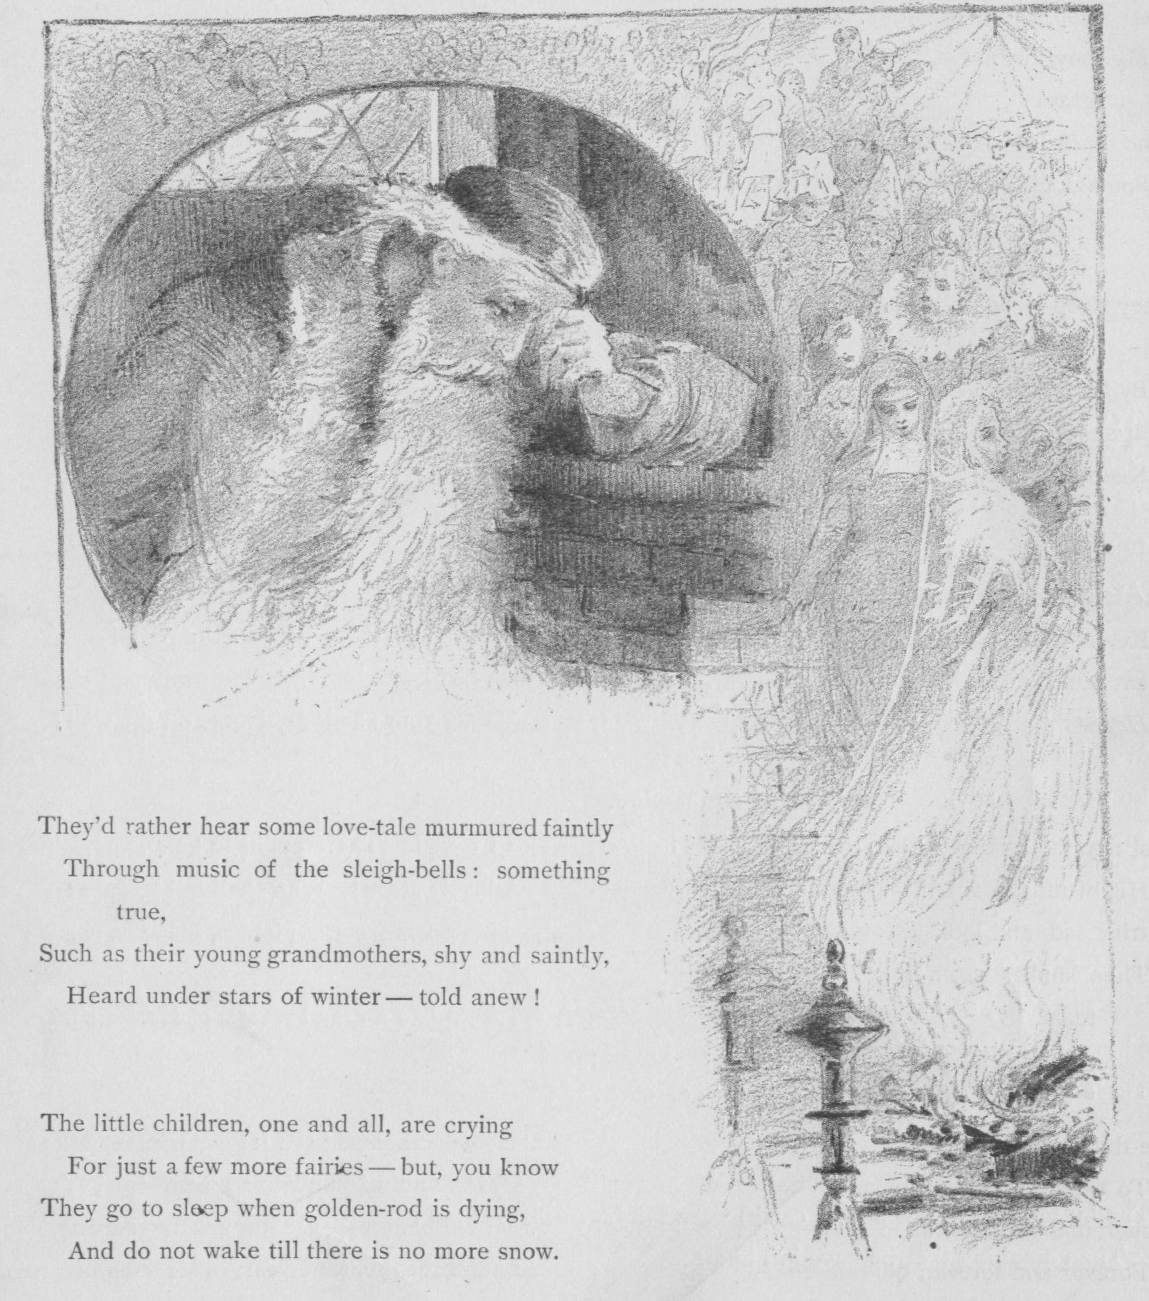 They'd rather hear some love-tale murmured faintly
Through music of the sleigh-bells: something
true,
Such as their young grandmothers, shy and saintly,
Heard under stars of winter — told anew!
The little children, one and all, are crying
For just a few more fairies — but, you know
They go to sleep when golden-rod is dying,
And do not wake till there is no more snow.